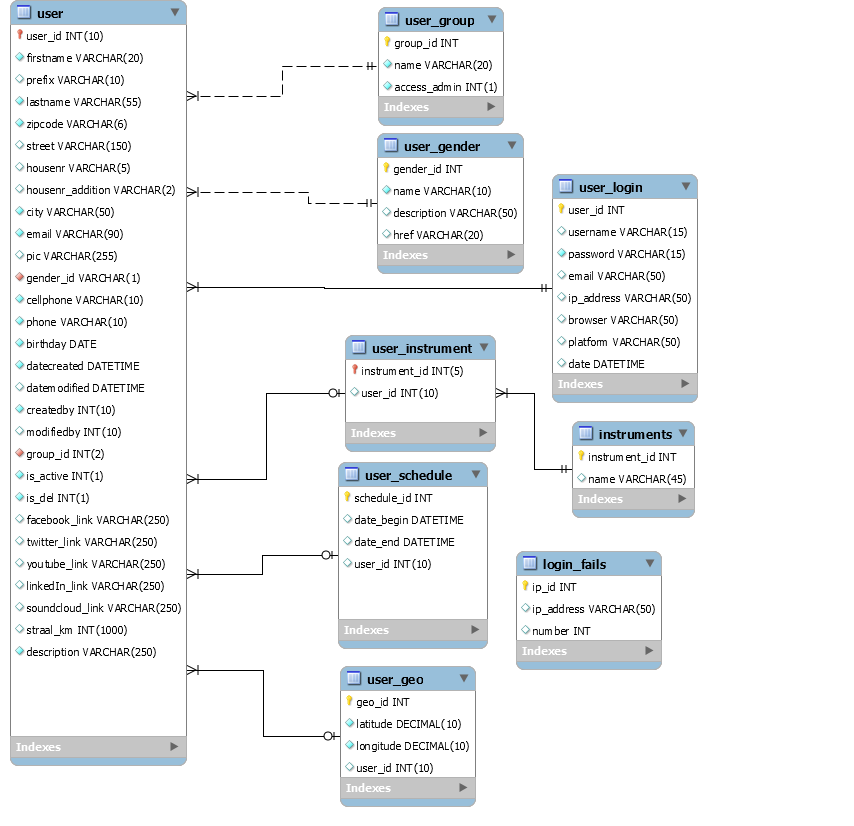 user
user_id INT(10)
firstname VARCHAR(20)
prefix VARCHAR(10)
lastname VARCHAR(55)
zipcode VARCHAR(6)
street VARCHAR(150)
housenr VARCHAR(5)
housenr_addition VARCHAR(2)
city VARCHAR(50)
email VARCHAR(90)
pic VARCHAR(255)
gender_id VARCHAR(1)
cellphone VARCHAR(10)
phone VARCHAR(10)
birthday DATE
datecreated DATETIME
datemodified DATETIME
createdby INT(10)
modifiedby INT(10)
group_id INT(2)
is_active INT(1)
is_del INT(1)
facebook_link VARCHAR(250)
twitter_link VARCHAR(250)
youtube_link VARCHAR(250)
linkedIn_link VARCHAR(250)
soundcloud_link VARCHAR(250)
straal_km INT(1000)
description VARCHAR(250)
Indexes
user_group
group_id INT
name VARCHAR(20)
access_admin INT(1)
Indexes
user_gender
gender_id INT
name VARCHAR(10)
description VARCHAR(50)
href VARCHAR(20)
Indexes
user_login
user_id INT
username VARCHAR(15)
password VARCHAR(15)
email VARCHAR(50)
ip_address VARCHAR(50)
browser VARCHAR(50)
platform VARCHAR(50)
date DATETIME
Indexes
user_instrument
instrument_id INT(5)
user_id INT(10)
Indexes
instruments
instrument_id INT
name VARCHAR(45)
Indexes
user_schedule
schedule_id INT
date_begin DATETIME
date_end DATETIME
user_id INT(10)
Indexes
login_fails
ip_id INT
ip_address VARCHAR(50)
number INT
Indexes
user_geo
geo_id INT
latitude DECIMAL(10)
longitude DECIMAL(10)
user_id INT(10)
Indexes